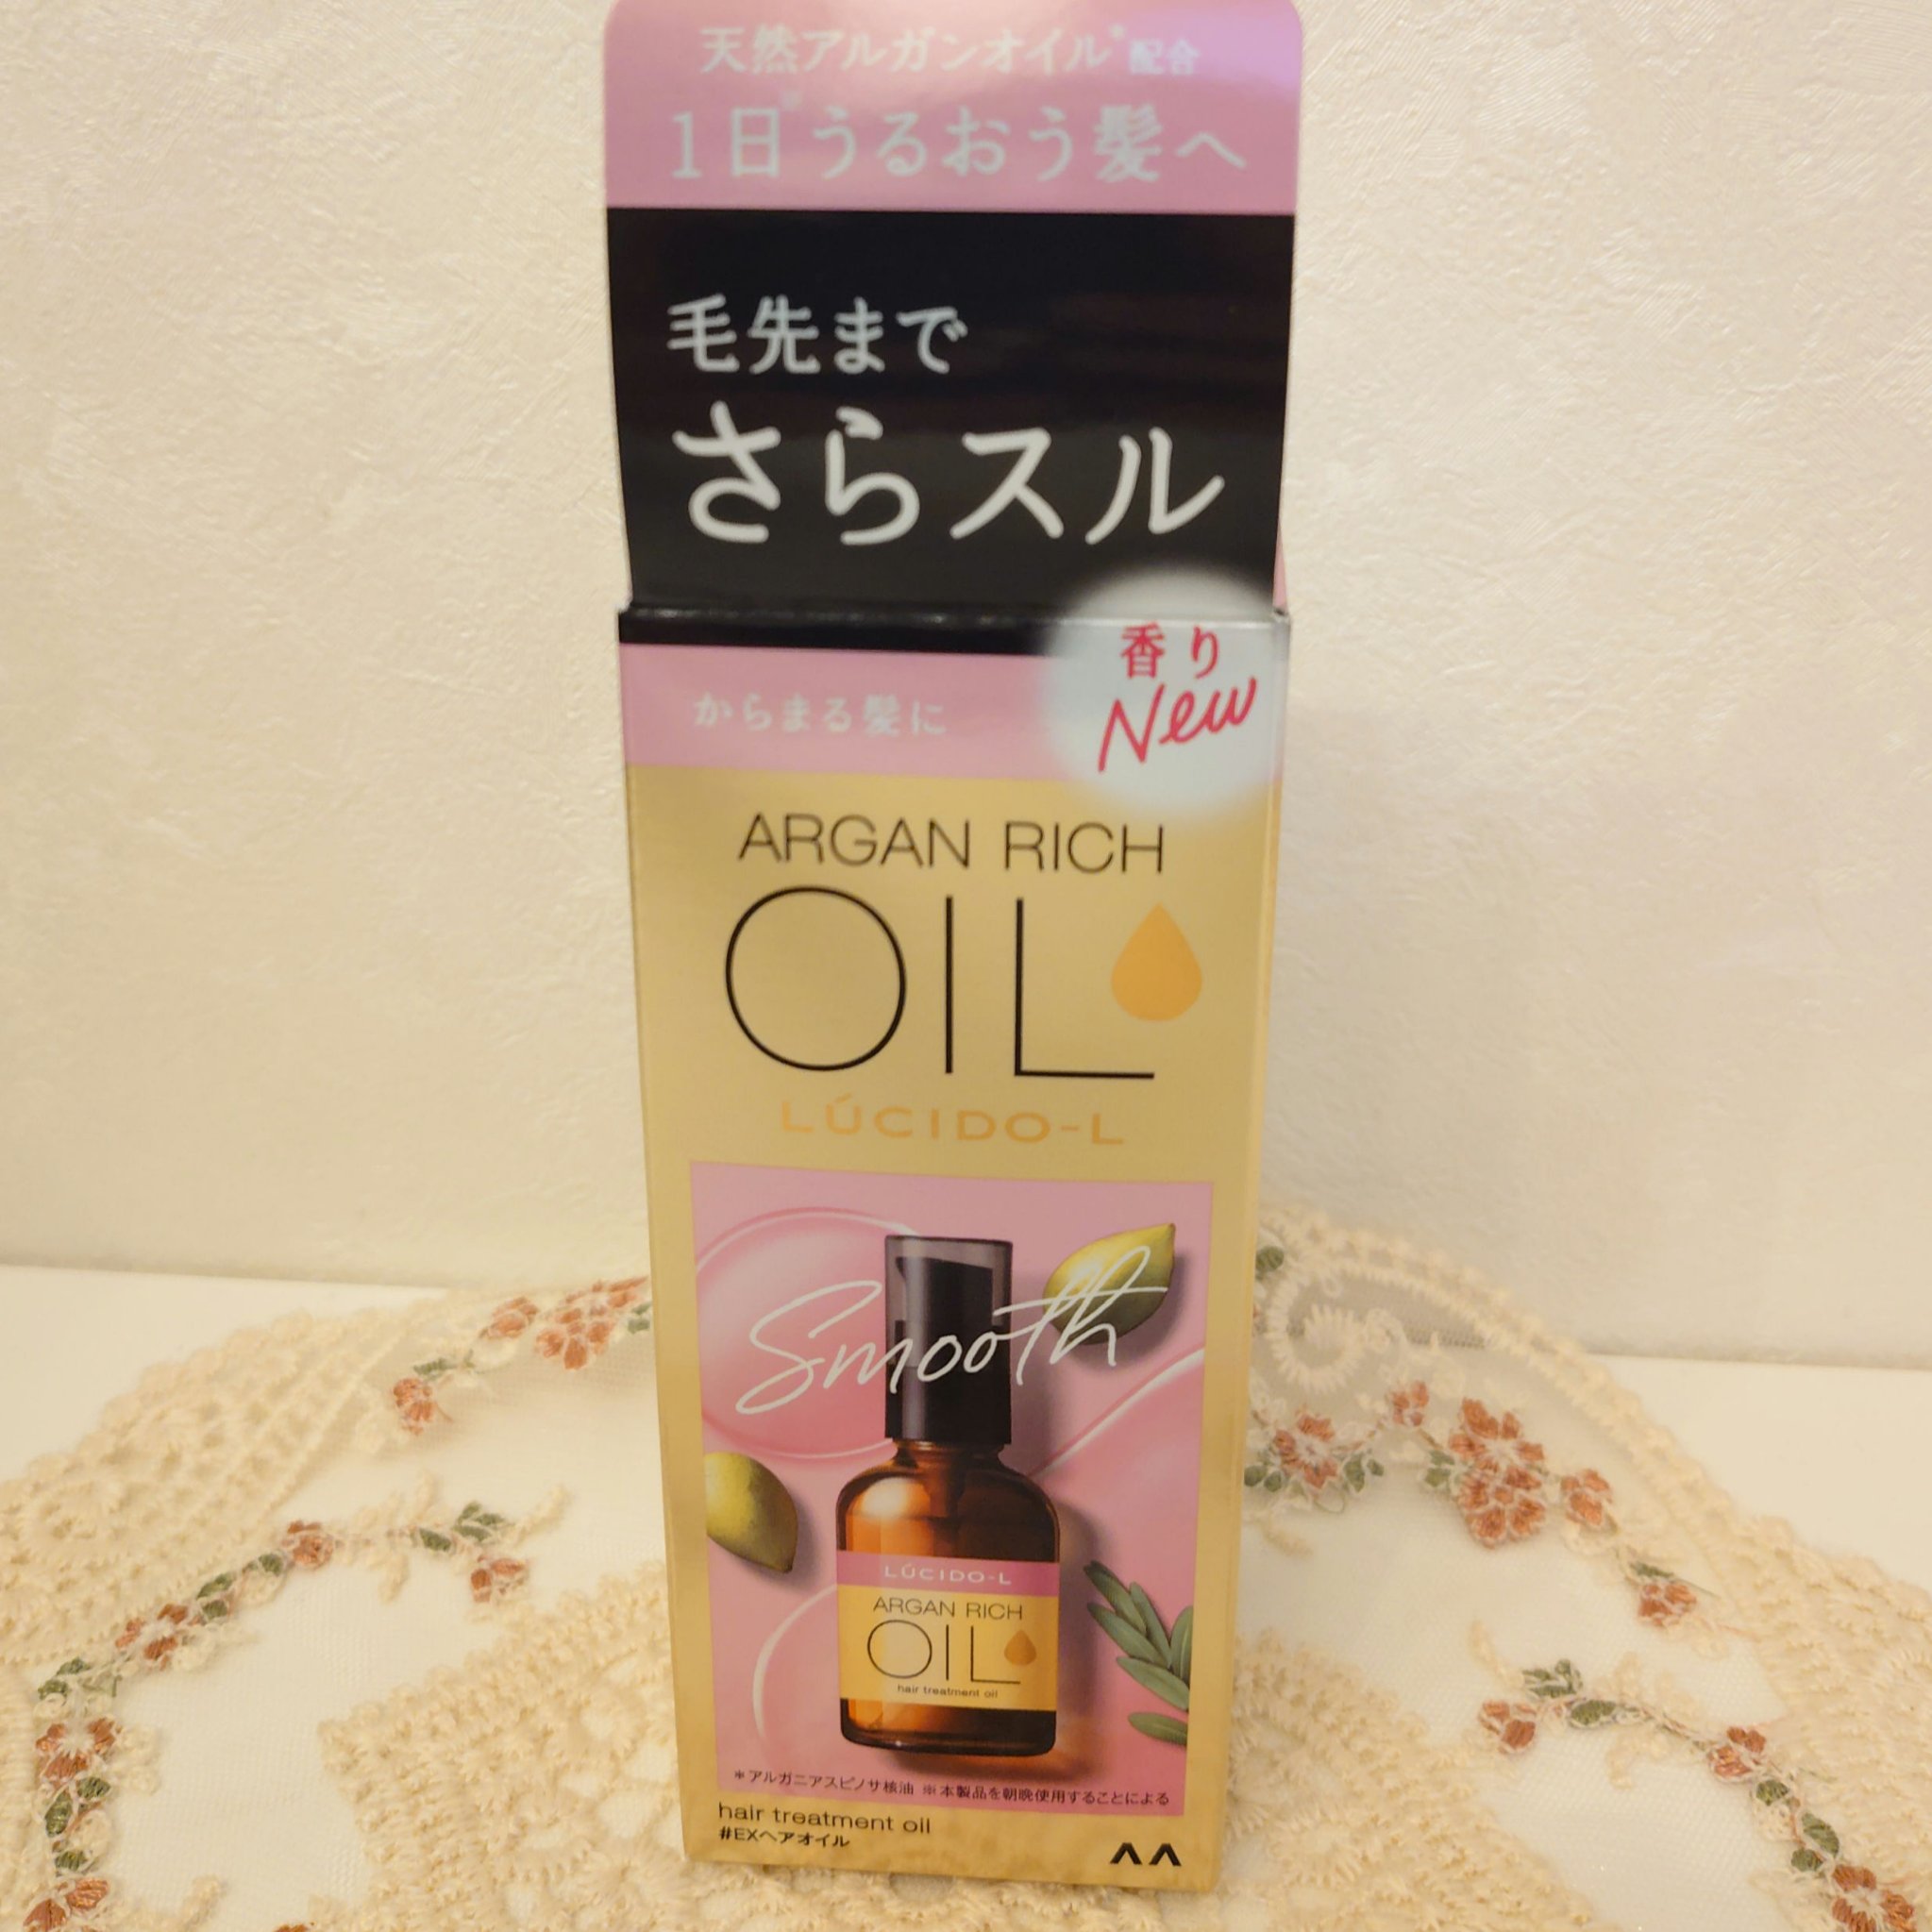 天然アルガンオイル*配合
1日※うるおう髪へ
毛先まで
さらスル
香り
New
からまる髪に
ARGAN RICH
OIL
LÚCIDO-L
Smooth
LÚCIDO-L
ARGAN RICH
OIL
hair treatment oil
＊アルガニアスピノサ核油 ※本製品を朝晩使用することによる
hair treatment oil
#EXヘアオイル